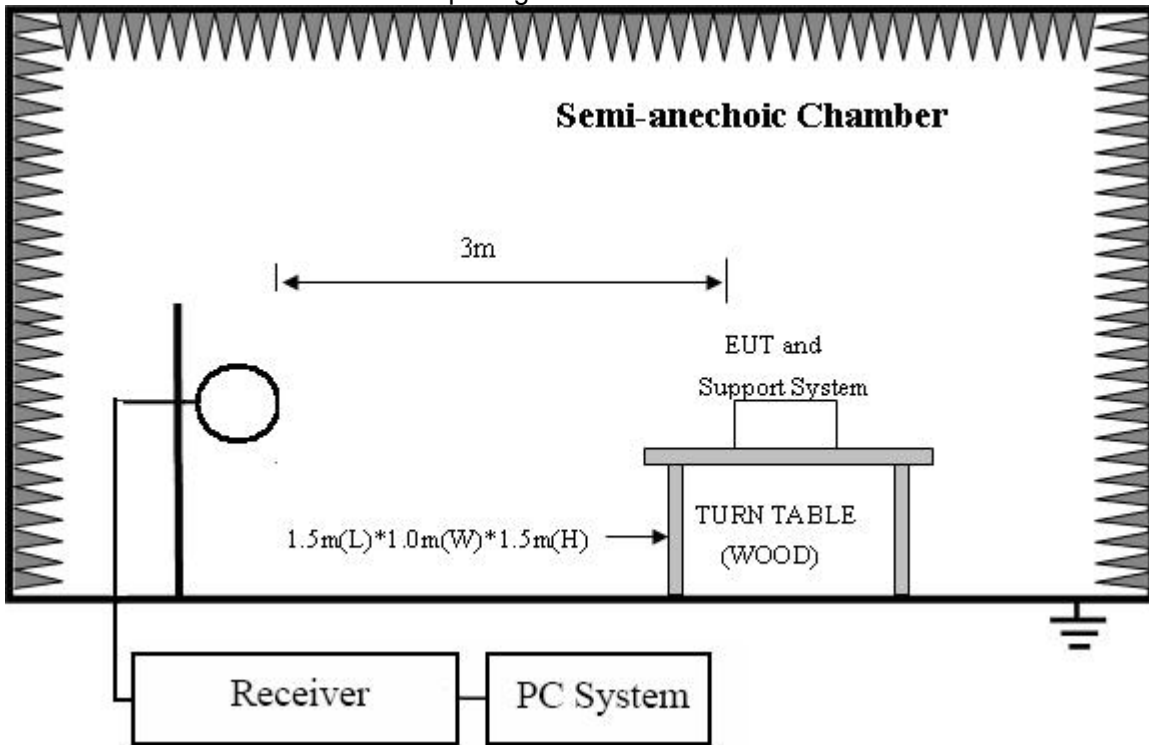 Semi-anechoic Chamber
3m
EUT and
Support System
1.5m(L)*1.0m(W)*1.5m(H)
TURN TABLE
(WOOD)
Receiver
PC System